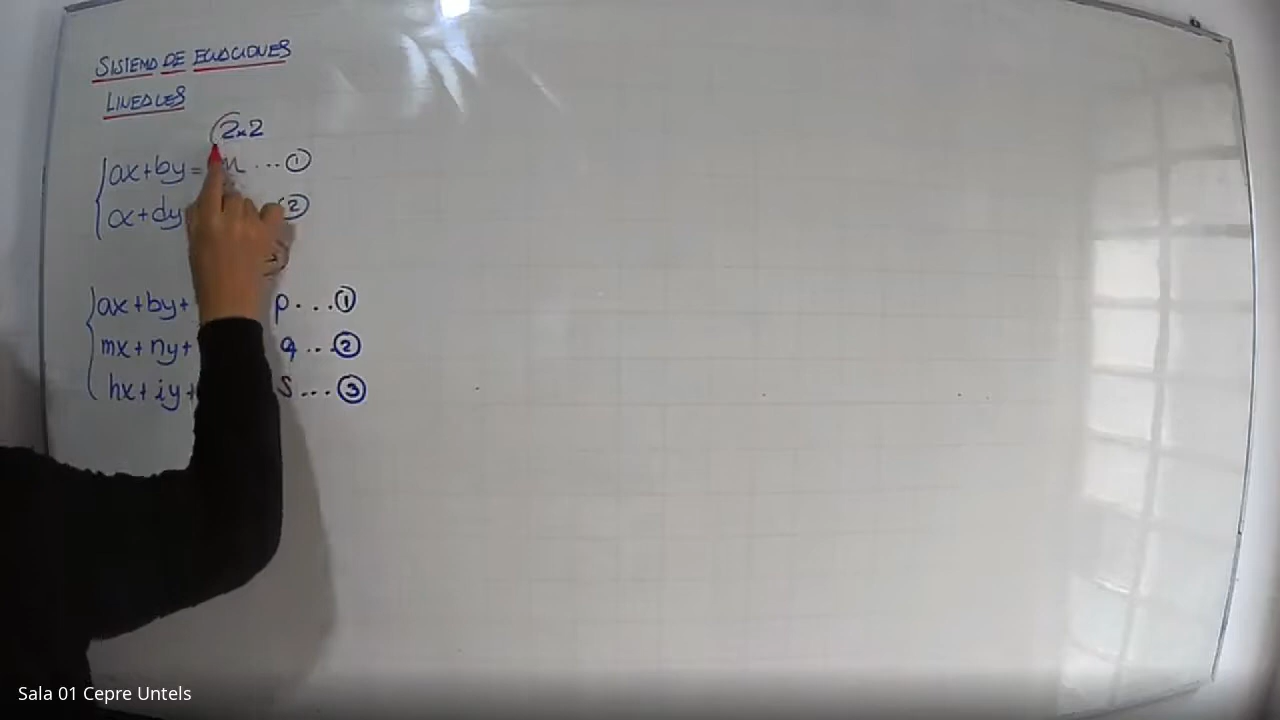 SISTEMA DE ECUACIONES
LINEALES
2x2
ax+by= n ... ①
cx+dy ②
ax+by+ p ... ①
mx+ny+ q ... ②
hx+iy+ s ... ③
Sala 01 Cepre Untels